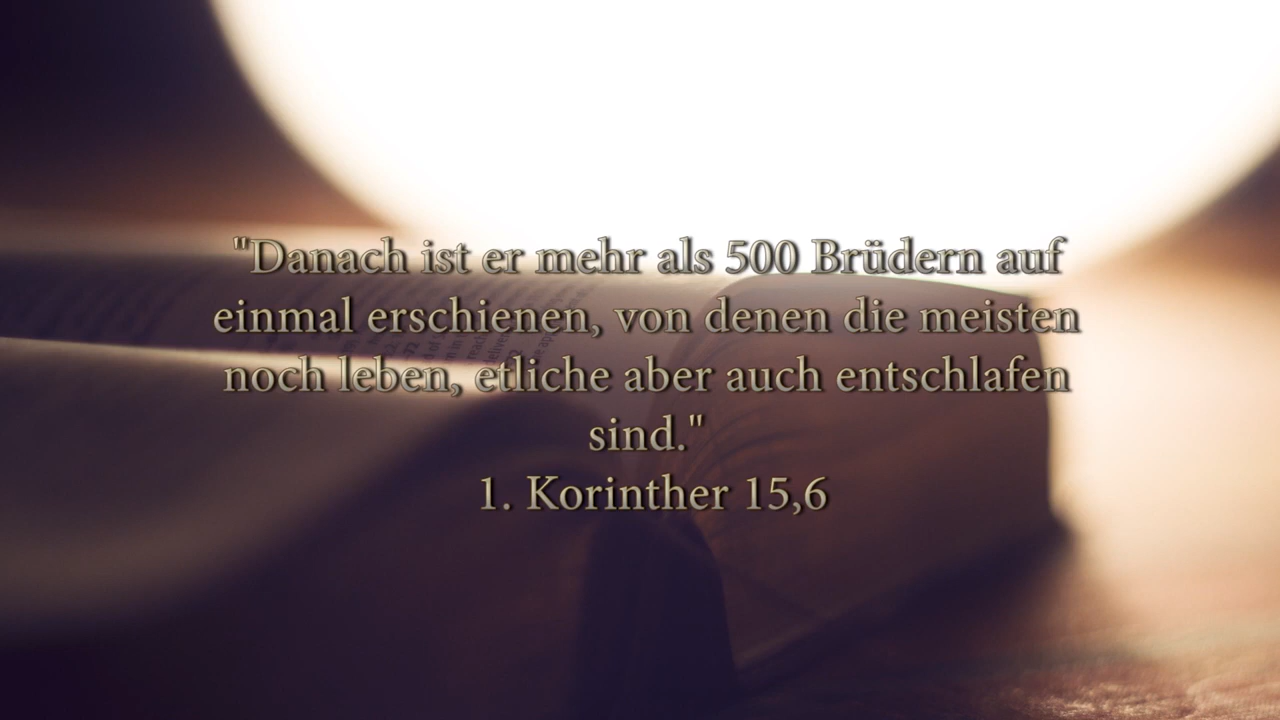 "Danach ist er mehr als 500 Brüdern auf
einmal erschienen, von denen die meisten
noch leben, etliche aber auch entschlafen
sind."
1. Korinther 15,6